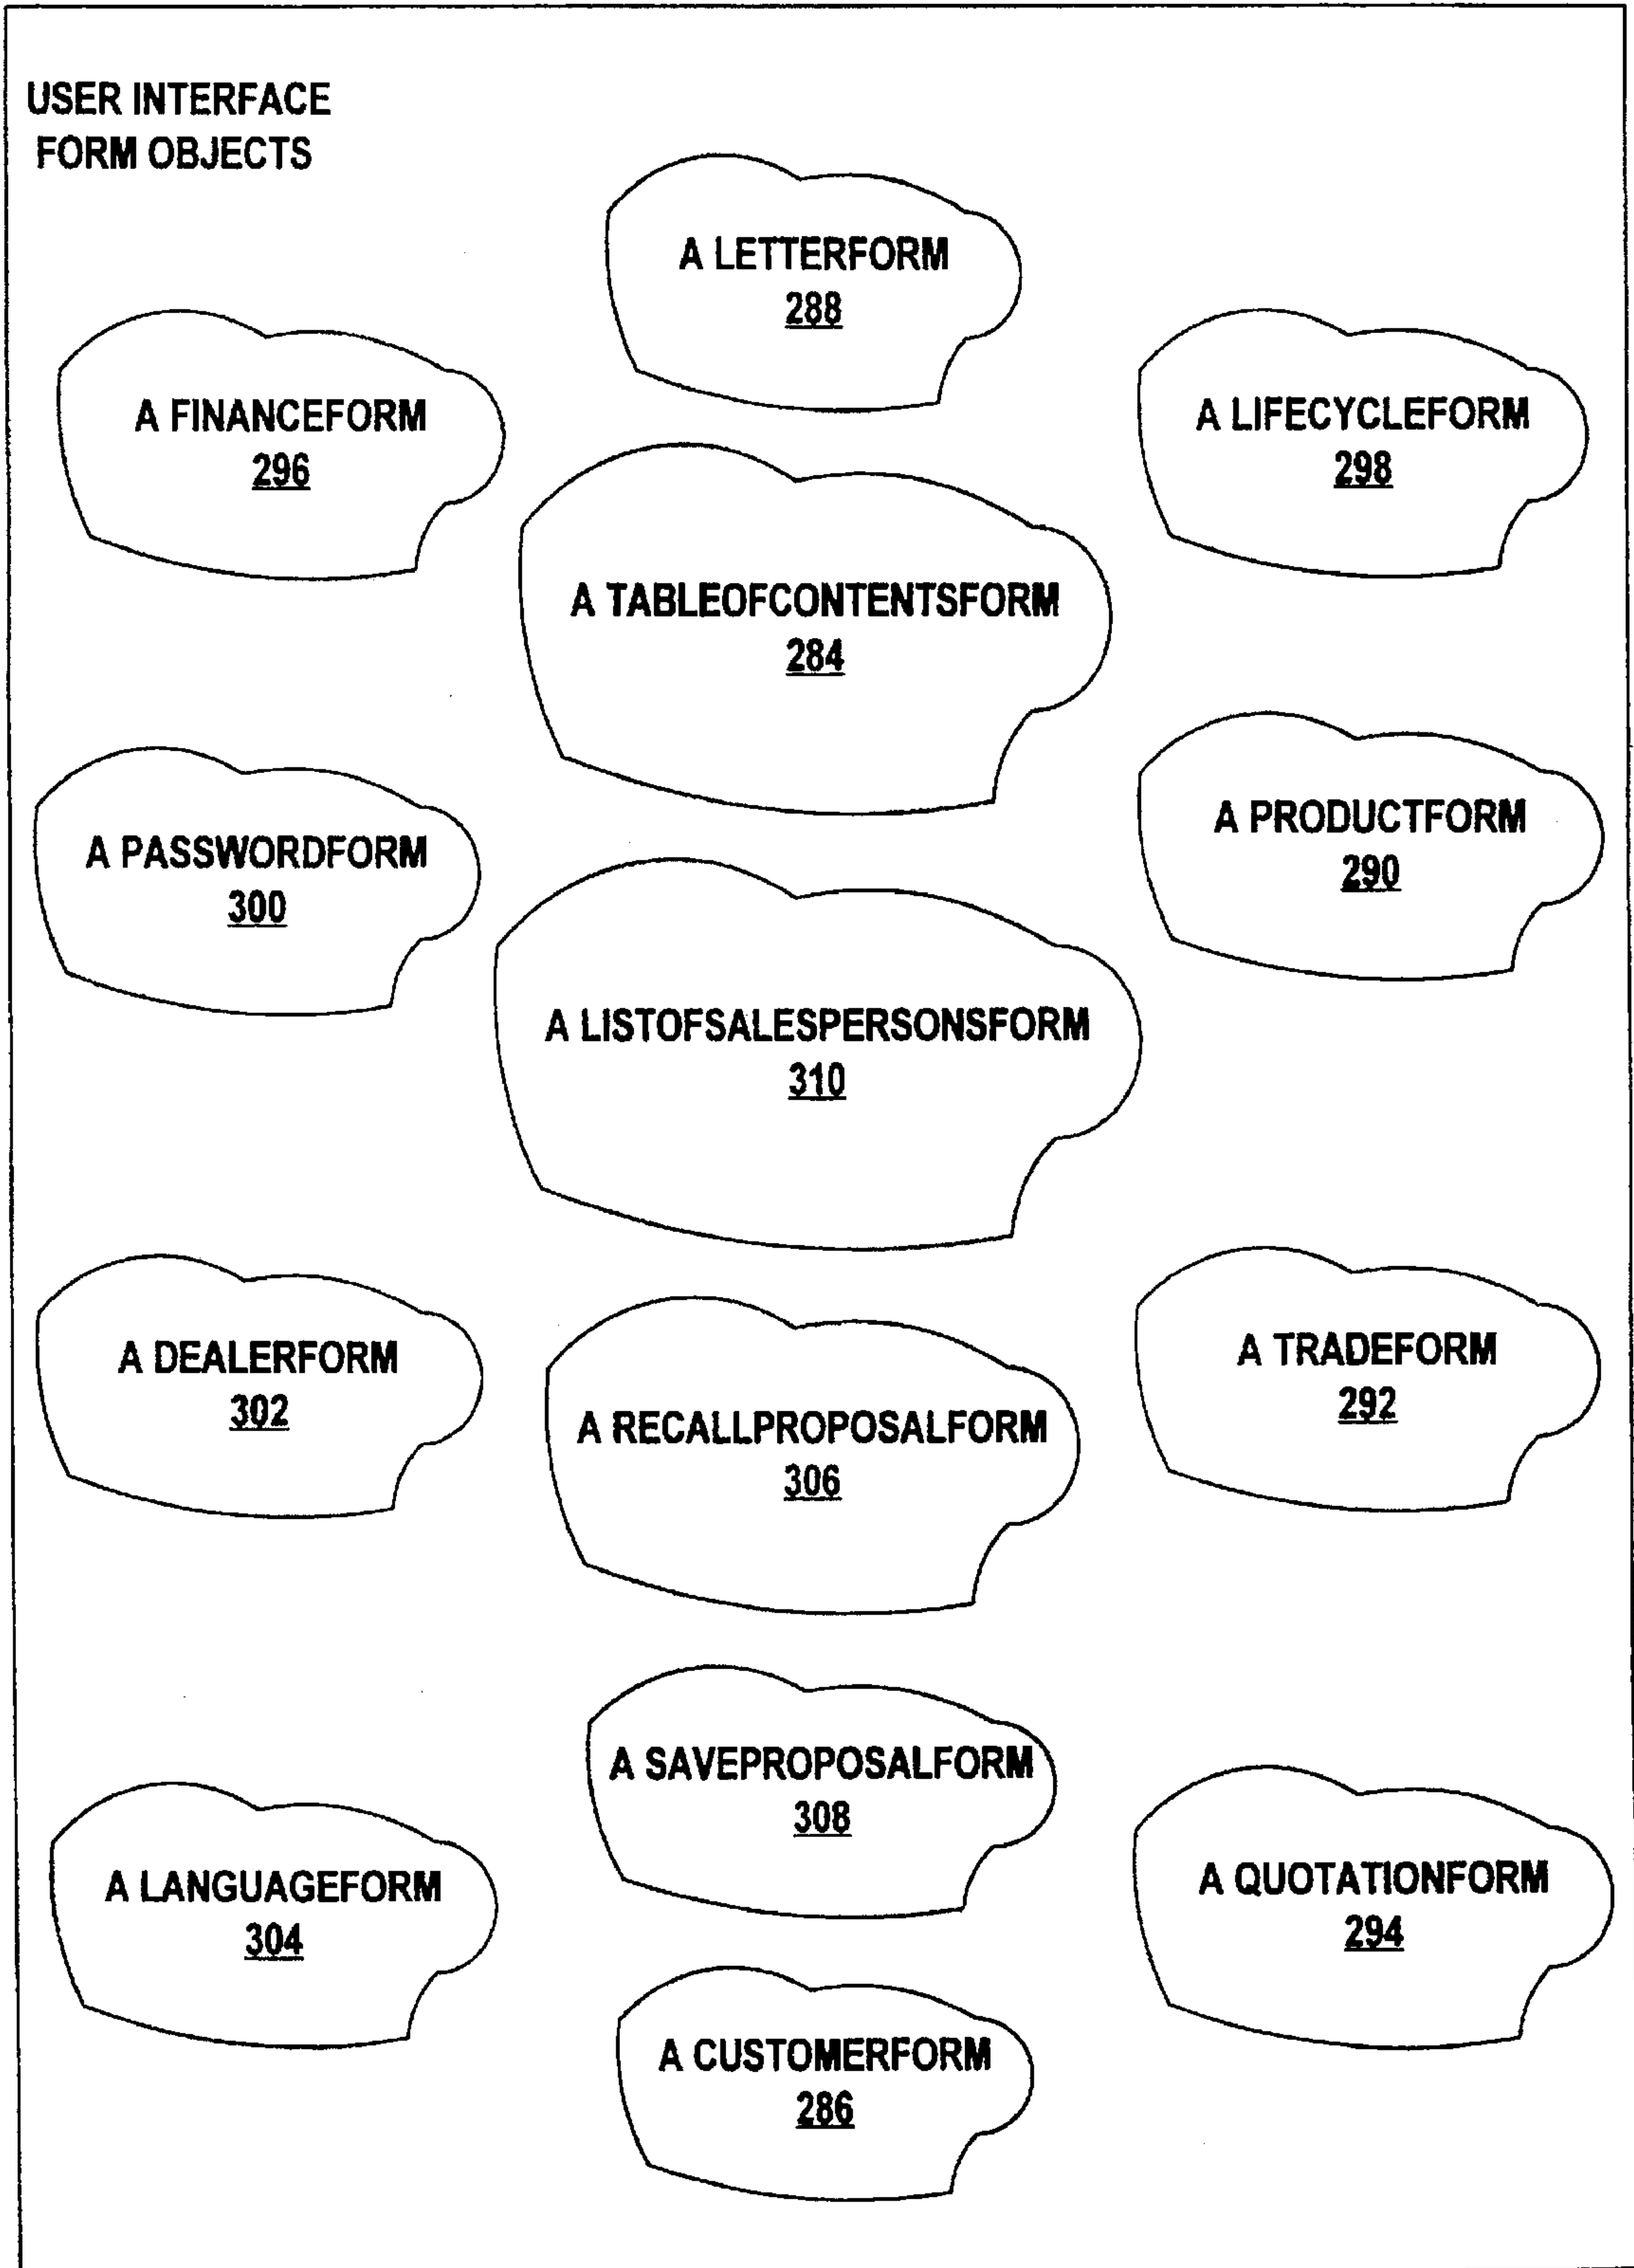 USER INTERFACE
FORM OBJECTS
A LETTERFORM
288
A FINANCEFORM
296
A LIFECYCLEFORM
298
A TABLEOFCONTENTSFORM
284
A PASSWORDFORM
300
A PRODUCTFORM
290
A LISTOFSALESPERSONSFORM
310
A DEALERFORM
302
A TRADEFORM
292
A RECALLPROPOSALFORM
306
A SAVEPROPOSALFORM
308
A LANGUAGEFORM
304
A QUOTATIONFORM
294
A CUSTOMERFORM
286